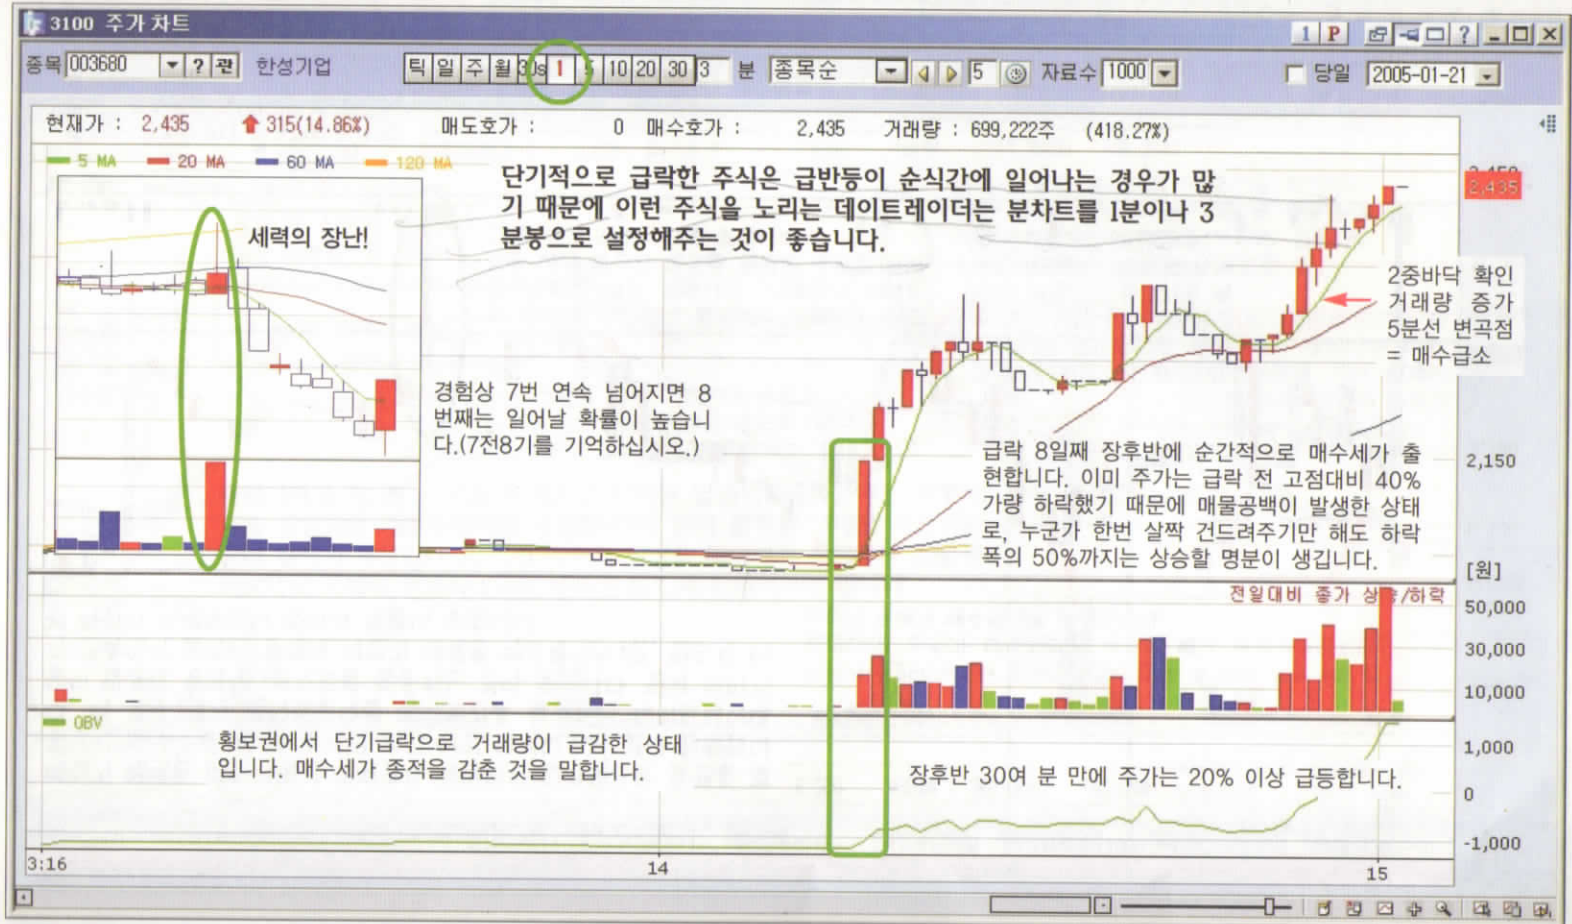 3100 주가 차트
1 P ?
종목 003680 ? 관 한성기업 틱 일 주 월 30s 1 5 10 20 30 3 분 종목순 5 자료수 1000 당일 2005-01-21
현재가 : 2,435 315(14.86%) 매도호가 : 0 매수호가 : 2,435 거래량 : 699,222주 (418.27%)
5 MA 20 MA 60 MA 120 MA
단기적으로 급락한 주식은 급반등이 순식간에 일어나는 경우가 많
기 때문에 이런 주식을 노리는 데이트레이더는 분차트를 1분이나 3
분봉으로 설정해주는 것이 좋습니다.
세력의 장난!
2,435
2중바닥 확인
거래량 증가
5분선 변곡점
= 매수급소
경험상 7번 연속 넘어지면 8
번째는 일어날 확률이 높습니
다.(7전8기를 기억하십시오.)
급락 8일째 장후반에 순간적으로 매수세가 출
현합니다. 이미 주가는 급락 전 고점대비 40%
가량 하락했기 때문에 매물공백이 발생한 상태
로, 누군가 한번 살짝 건드려주기만 해도 하락
폭의 50%까지는 상승할 명분이 생깁니다.
2,150
[원]
전일대비 종가 상승/하락
50,000
30,000
10,000
OBV
횡보권에서 단기급락으로 거래량이 급감한 상태
입니다. 매수세가 종적을 감춘 것을 말합니다.
장후반 30여 분 만에 주가는 20% 이상 급등합니다.
1,000
0
-1,000
3:16
14
15